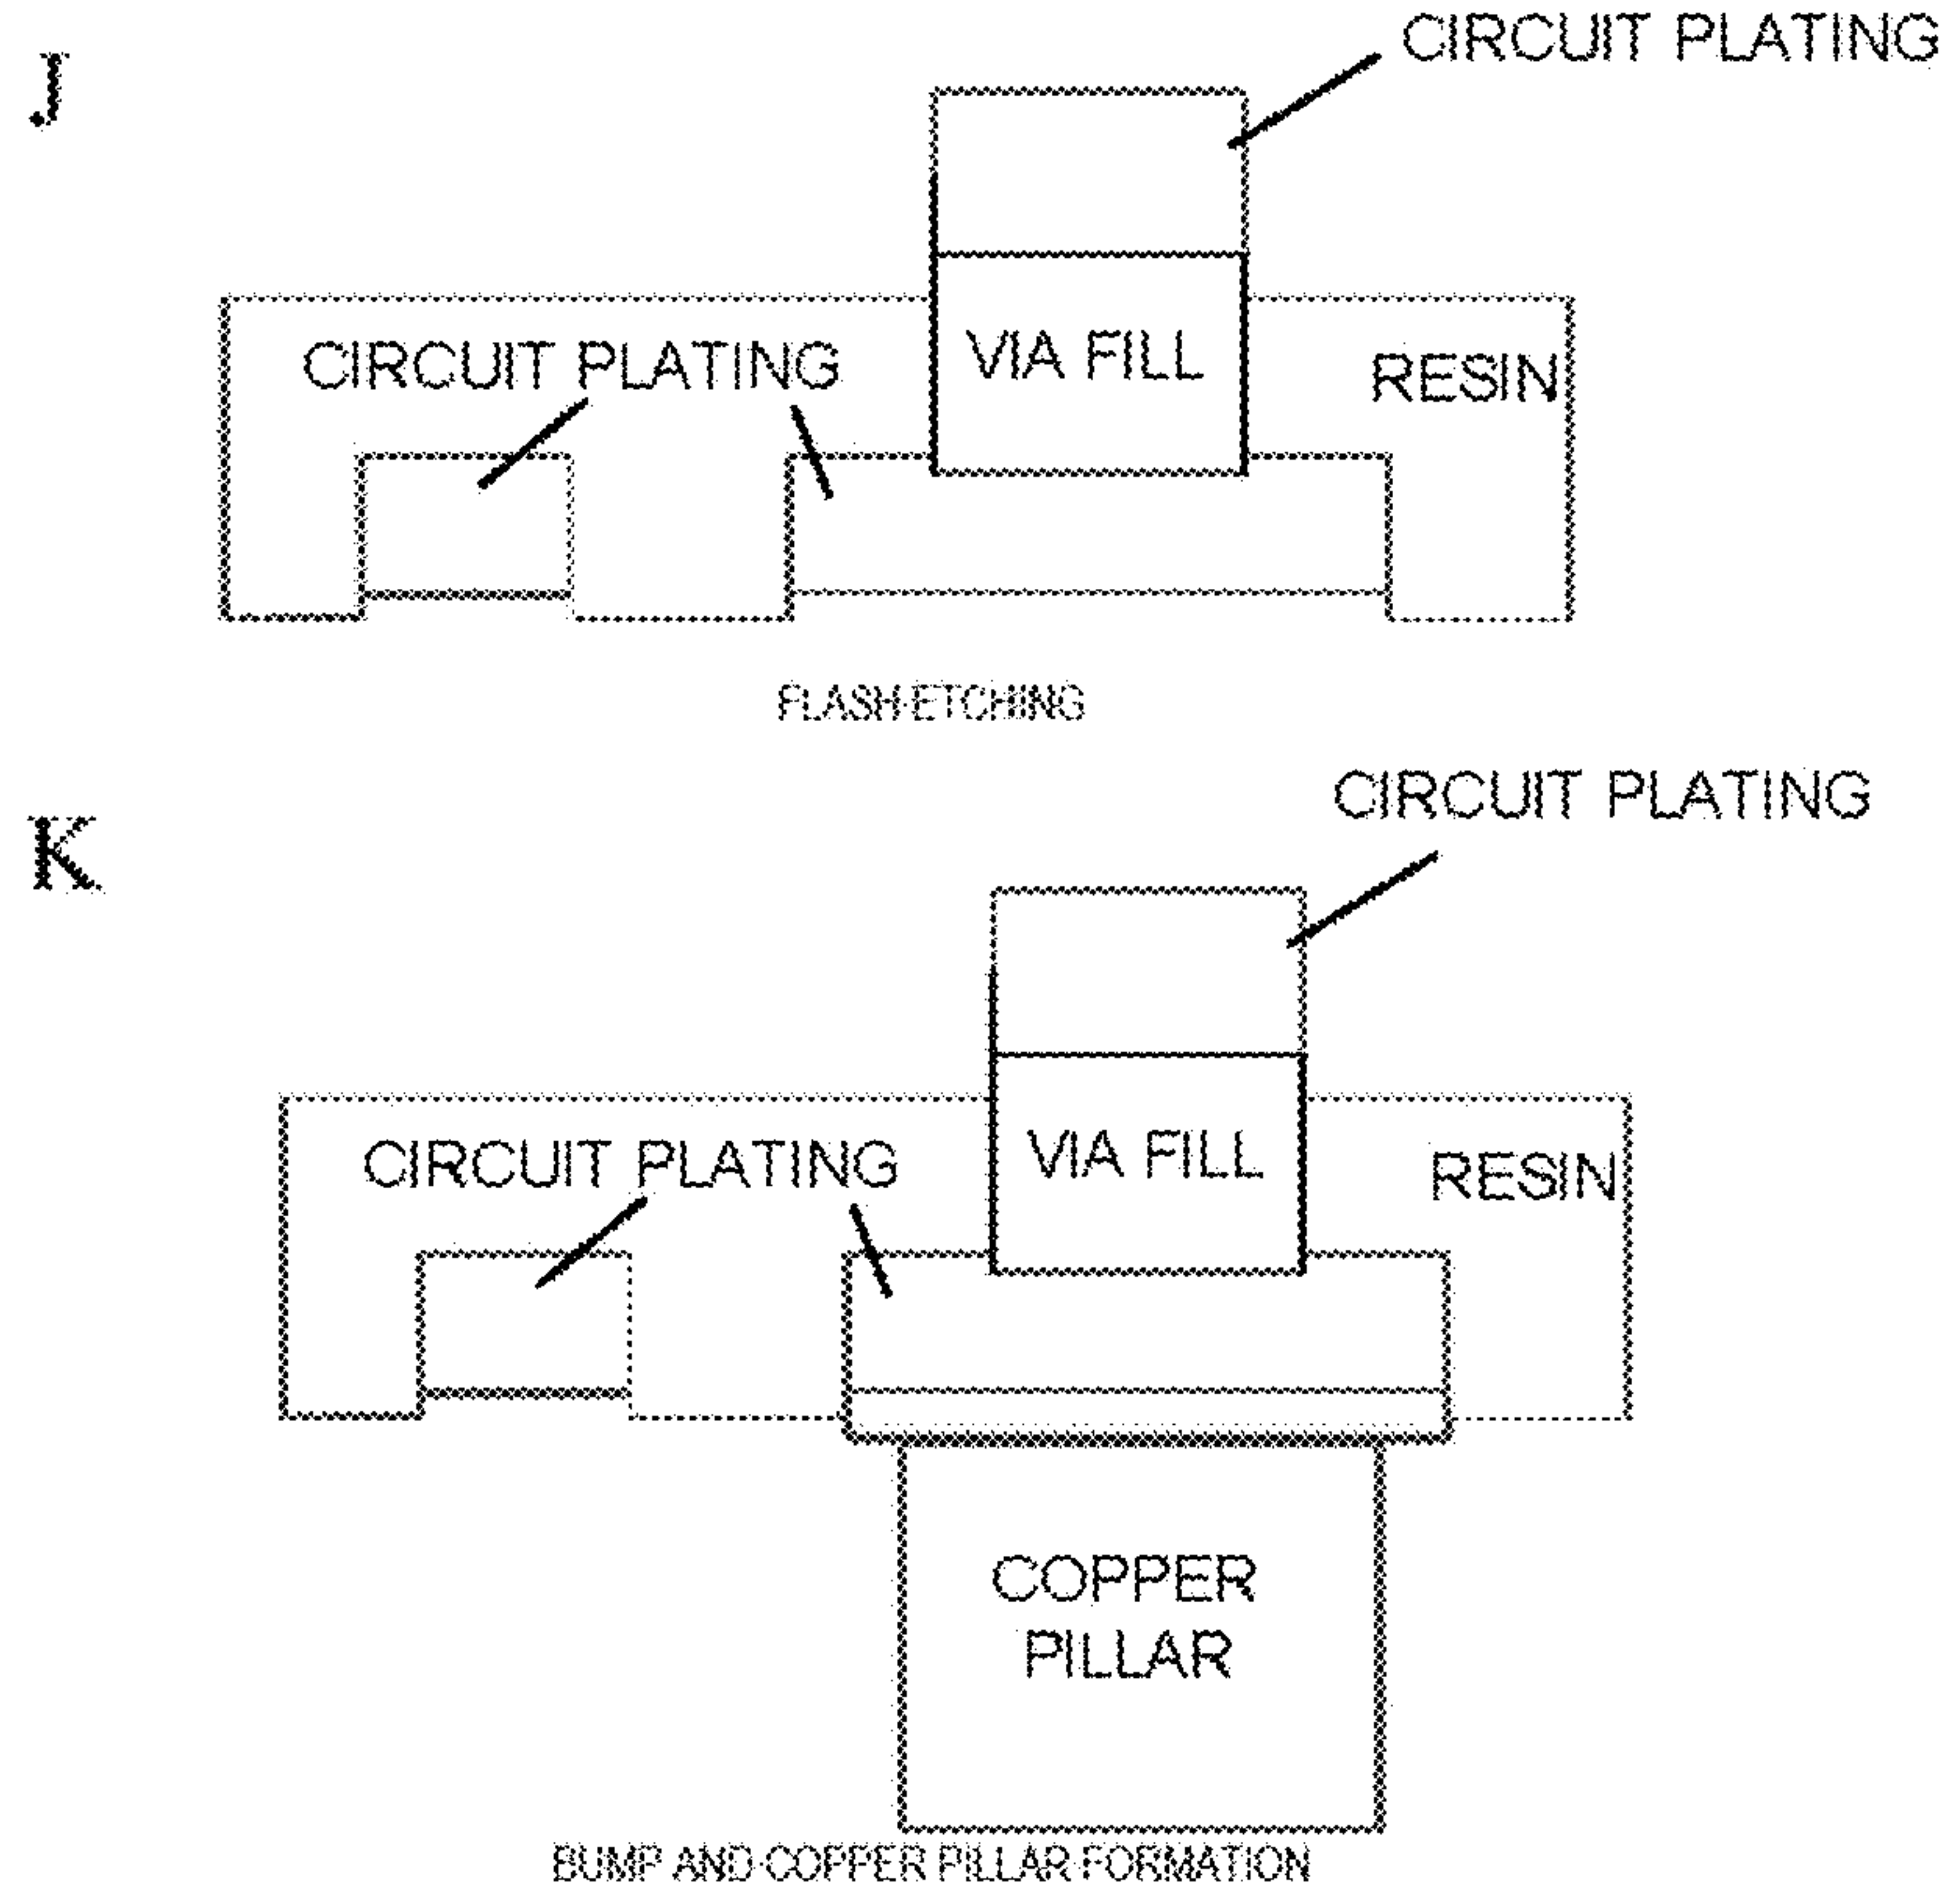 J
CIRCUIT PLATING
CIRCUIT PLATING
VIA FILL
RESIN
FLASH ETCHING
K
CIRCUIT PLATING
CIRCUIT PLATING
VIA FILL
RESIN
COPPER
PILLAR
BUMP AND COPPER PILLAR FORMATION